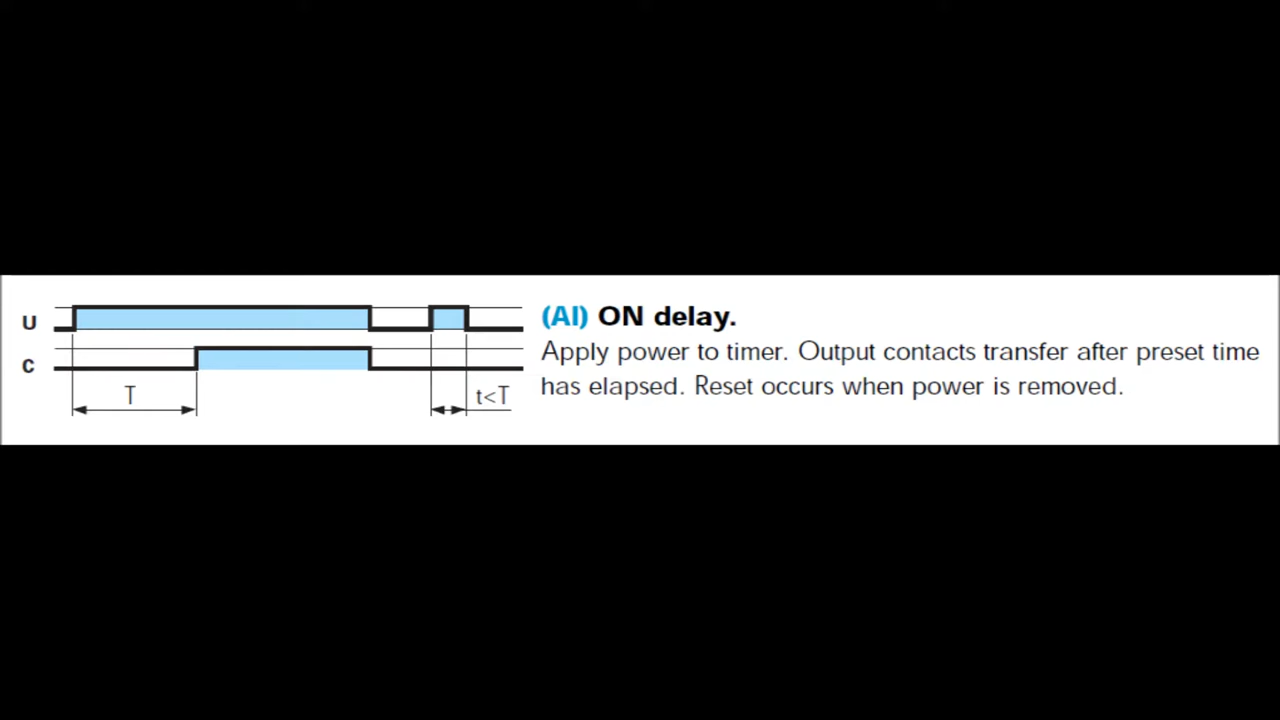 (AI) ON delay.
U
Apply power to timer. Output contacts transfer after preset time
C
has elapsed. Reset occurs when power is removed.
T
t<T